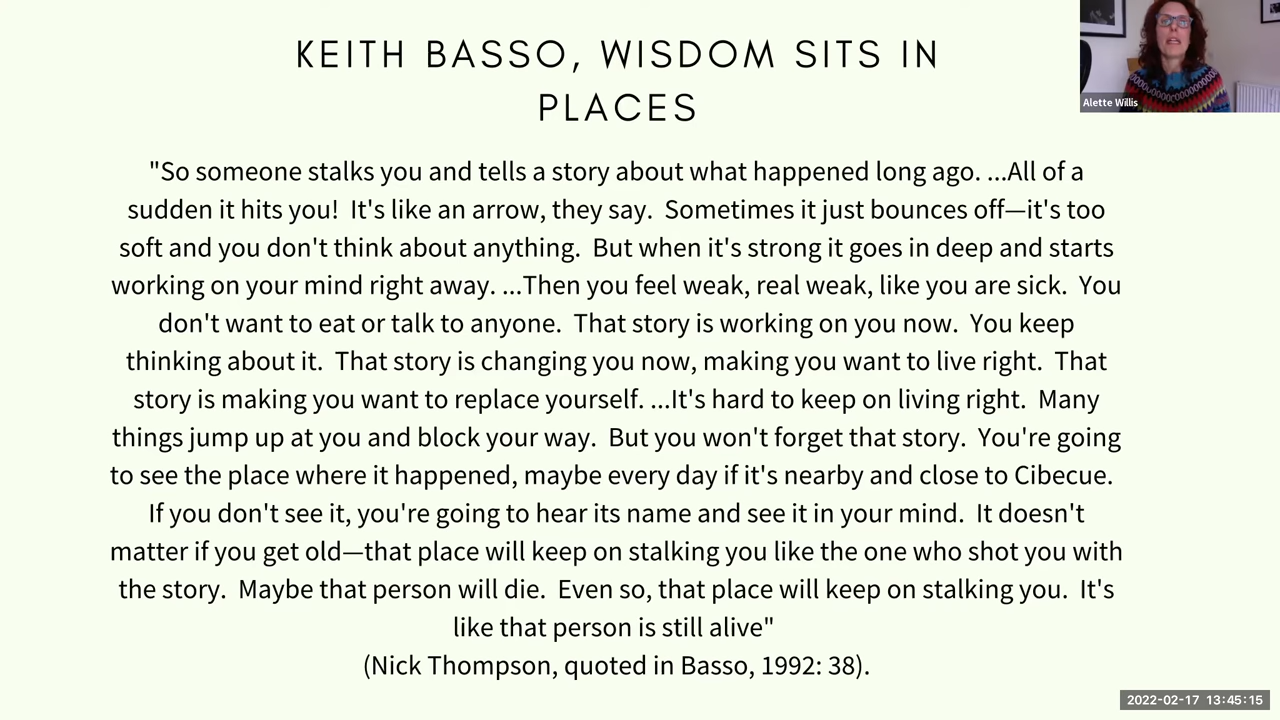 KEITH BASSO, WISDOM SITS IN
PLACES
"So someone stalks you and tells a story about what happened long ago. ...All of a
sudden it hits you!  It's like an arrow, they say.  Sometimes it just bounces off—it's too
soft and you don't think about anything.  But when it's strong it goes in deep and starts
working on your mind right away. ...Then you feel weak, real weak, like you are sick.  You
don't want to eat or talk to anyone.  That story is working on you now.  You keep
thinking about it.  That story is changing you now, making you want to live right.  That
story is making you want to replace yourself. ...It's hard to keep on living right.  Many
things jump up at you and block your way.  But you won't forget that story.  You're going
to see the place where it happened, maybe every day if it's nearby and close to Cibecue.
If you don't see it, you're going to hear its name and see it in your mind.  It doesn't
matter if you get old—that place will keep on stalking you like the one who shot you with
the story.  Maybe that person will die.  Even so, that place will keep on stalking you.  It's
like that person is still alive"
(Nick Thompson, quoted in Basso, 1992: 38).
Alette Willis
2022-02-17 13:45:15